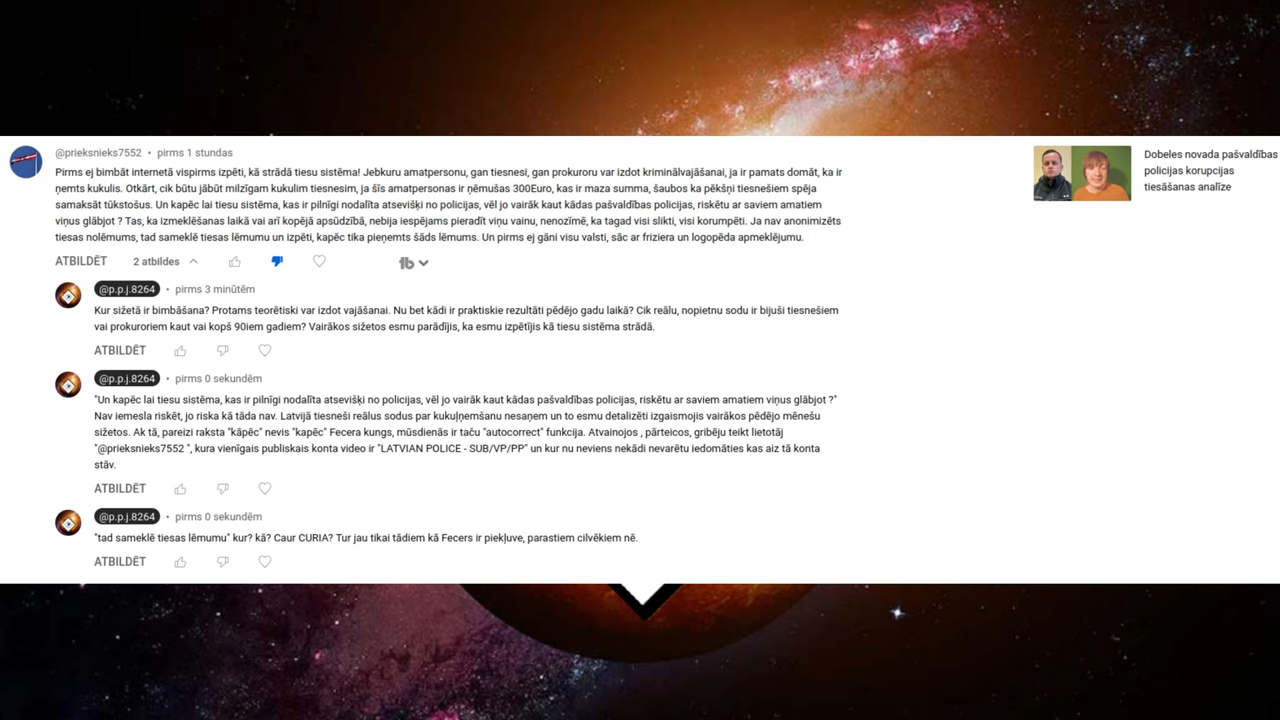 @prieksnieks7552 • pirms 1 stundas
Pirms ej bimbāt internetā vispirms izpēti, kā strādā tiesu sistēma! Jebkuru amatpersonu, gan tiesnesi, gan prokuroru var izdot kriminālvajāšanai, ja ir pamats domāt, ka ir
ņemts kukulis. Otkārt, cik būtu jābūt milzīgam kukulim tiesnesim, ja šīs amatpersonas ir ņēmušas 300Euro, kas ir maza summa, šaubos ka pēkšņi tiesnešiem spēja
samaksāt tūkstošus. Un kapēc lai tiesu sistēma, kas ir pilnīgi nodalīta atsevišķi no policijas, vēl jo vairāk kaut kādas pašvaldības policijas, riskētu ar saviem amatiem
viņus glābjot ? Tas, ka izmeklēšanas laikā vai arī kopējā apsūdzībā, nebija iespējams pieradīt viņu vainu, nenozīmē, ka tagad visi slikti, visi korumpēti. Ja nav anonimizēts
tiesas nolēmums, tad sameklē tiesas lēmumu un izpēti, kapēc tika pieņemts šāds lēmums. Un pirms ej gāni visu valsti, sāc ar friziera un logopēda apmeklējumu.
ATBILDĒT 2 atbildes
@p.p.j.8264 • pirms 3 minūtēm
Kur sižetā ir bimbāšana? Protams teorētiski var izdot vajāšanai. Nu bet kādi ir praktiskie rezultāti pēdējo gadu laikā? Cik reālu, nopietnu sodu ir bijuši tiesnešiem
vai prokuroriem kaut vai kopš 90iem gadiem? Vairākos sižetos esmu parādījis, ka esmu izpētījis kā tiesu sistēma strādā.
ATBILDĒT
@p.p.j.8264 • pirms 0 sekundēm
"Un kapēc lai tiesu sistēma, kas ir pilnīgi nodalīta atsevišķi no policijas, vēl jo vairāk kaut kādas pašvaldības policijas, riskētu ar saviem amatiem viņus glābjot ?"
Nav iemesla riskēt, jo riska kā tāda nav. Latvijā tiesneši reālus sodus par kukuļņemšanu nesaņem un to esmu detalizēti izgaismojis vairākos pēdējo mēnešu
sižetos. Ak tā, pareizi raksta "kāpēc" nevis "kapēc" Fecera kungs, mūsdienās ir taču "autocorrect" funkcija. Atvainojos , pārteicos, gribēju teikt lietotāj
"@prieksnieks7552 ", kura vienīgais publiskais konta video ir "LATVIAN POLICE - SUB/VP/PP" un kur nu neviens nekādi nevarētu iedomāties kas aiz tā konta
stāv.
ATBILDĒT
@p.p.j.8264 • pirms 0 sekundēm
"tad sameklē tiesas lēmumu" kur? kā? Caur CURIA? Tur jau tikai tādiem kā Fecers ir piekļuve, parastiem cilvēkiem nē.
ATBILDĒT
Dobeles novada pašvaldības
policijas korupcijas
tiesāšanas analīze